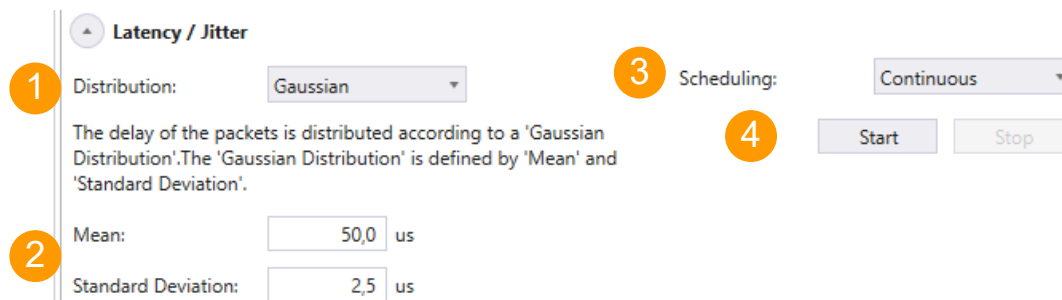 Latency / Jitter
1
Distribution:
Gaussian
3
Scheduling:
Continuous
The delay of the packets is distributed according to a 'Gaussian
Distribution'.The 'Gaussian Distribution' is defined by 'Mean' and
'Standard Deviation'.
4
Start
Stop
2
Mean:
50,0 us
Standard Deviation:
2,5 us